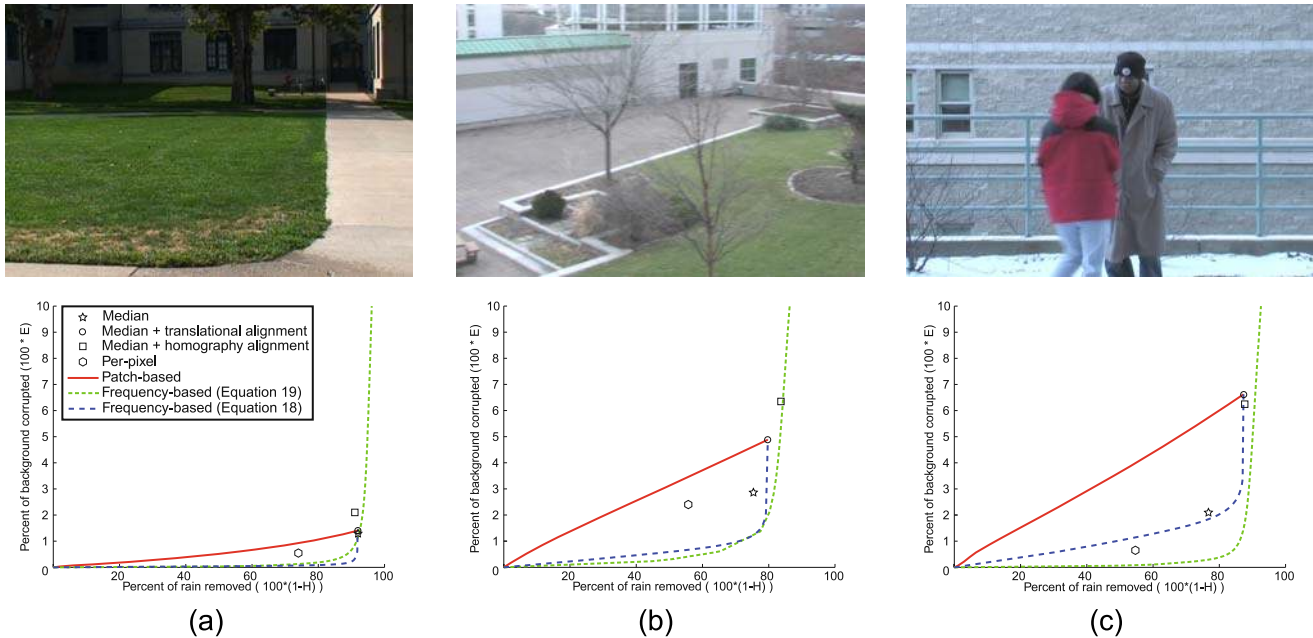 10
9
8
7
6
5
4
3
2
1
Percent of background corrupted (100 * E)
Median
Median + translational alignment
Median + homography alignment
Per-pixel
Patch-based
Frequency-based (Equation 19)
Frequency-based (Equation 18)
20 40 60 80 100
Percent of rain removed ( 100*(1-H) )
(a)
10
9
8
7
6
5
4
3
2
1
Percent of background corrupted (100 * E)
20 40 60 80 100
Percent of rain removed ( 100*(1-H) )
(b)
10
9
8
7
6
5
4
3
2
1
Percent of background corrupted (100 * E)
20 40 60 80 100
Percent of rain removed ( 100*(1-H) )
(c)